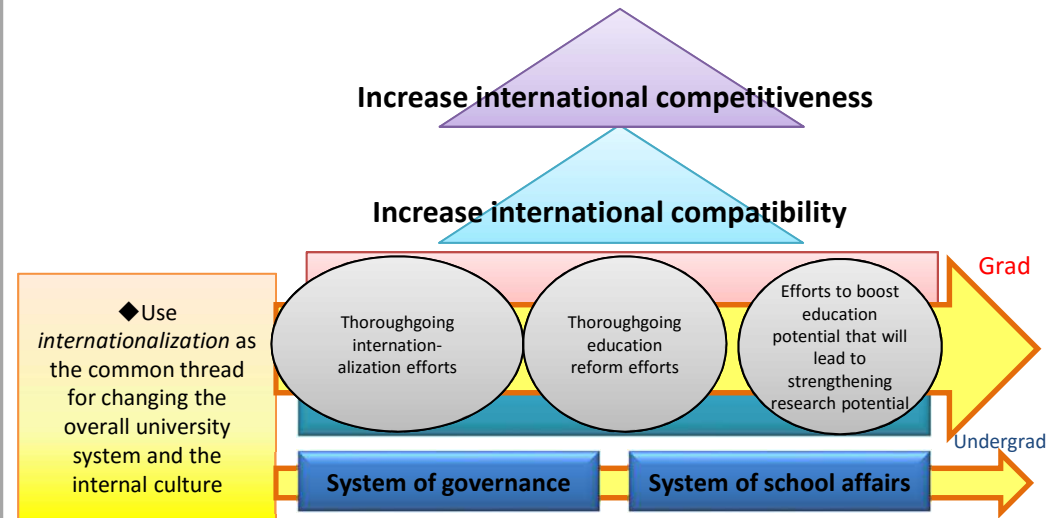 Increase international competitiveness
Increase international compatibility
Grad
◆Use
internationalization as
the common thread
for changing the
overall university
system and the
internal culture
Thoroughgoing
internation-
alization efforts
Thoroughgoing
education
reform efforts
Efforts to boost
education
potential that will
lead to
strengthening
research potential
Undergrad
System of governance
System of school affairs